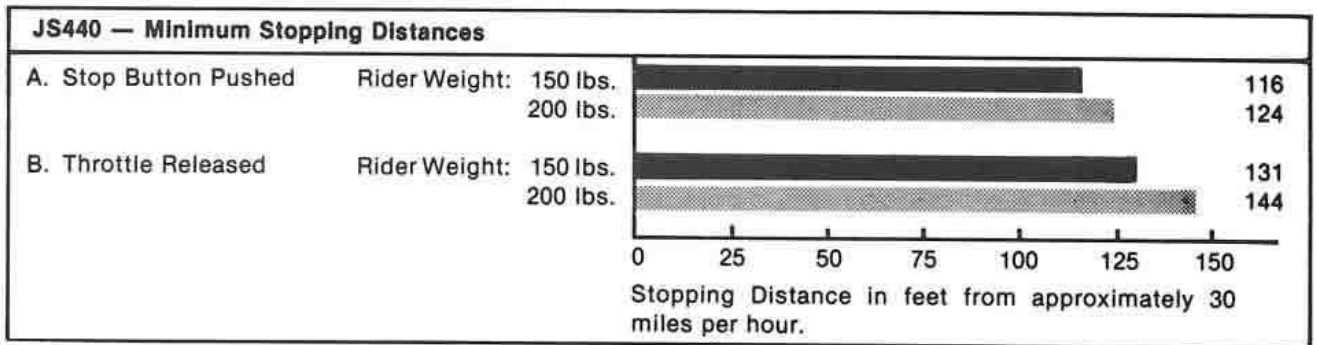 JS440 — Minimum Stopping Distances
A. Stop Button Pushed Rider Weight: 150 lbs. 116
200 lbs. 124
B. Throttle Released Rider Weight: 150 lbs. 131
200 lbs. 144
0 25 50 75 100 125 150
Stopping Distance in feet from approximately 30
miles per hour.